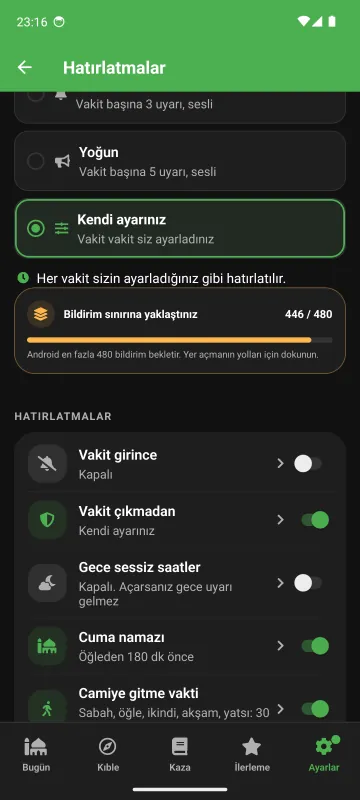 23:16
Hatırlatmalar
Vakit başına 3 uyarı, sesli
Yoğun
Vakit başına 5 uyarı, sesli
Kendi ayarınız
Vakit vakit siz ayarladınız
Her vakit sizin ayarladığınız gibi hatırlatılır.
Bildirim sınırına yaklaştınız 446 / 480
Android en fazla 480 bildirim bekletir. Yer açmanın yolları için dokunun.
HATIRLATMALAR
Vakit girince
Kapalı
Vakit çıkmadan
Kendi ayarınız
Gece sessiz saatler
Kapalı. Açarsanız gece uyarı
gelmez
Cuma namazı
Öğleden 180 dk önce
Camiye gitme vakti
Sabah, öğle, ikindi, akşam, yatsı: 30
Bugün Kıble Kaza İlerleme Ayarlar